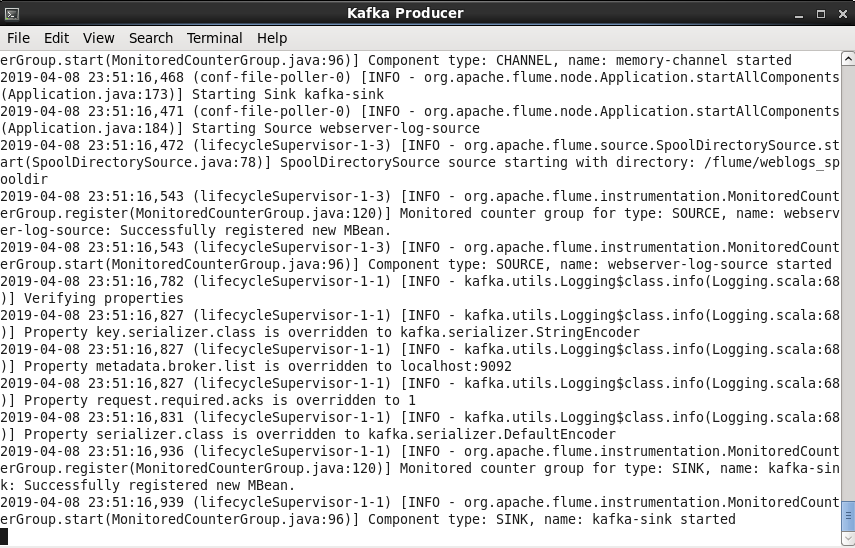 Kafka Producer
File Edit View Search Terminal Help
erGroup.start(MonitoredCounterGroup.java:96)] Component type: CHANNEL, name: memory-channel started
2019-04-08 23:51:16,468 (conf-file-poller-0) [INFO - org.apache.flume.node.Application.startAllComponents
(Application.java:173)] Starting Sink kafka-sink
2019-04-08 23:51:16,471 (conf-file-poller-0) [INFO - org.apache.flume.node.Application.startAllComponents
(Application.java:184)] Starting Source webserver-log-source
2019-04-08 23:51:16,472 (lifecycleSupervisor-1-3) [INFO - org.apache.flume.source.SpoolDirectorySource.st
art(SpoolDirectorySource.java:78)] SpoolDirectorySource source starting with directory: /flume/weblogs_sp
ooldir
2019-04-08 23:51:16,543 (lifecycleSupervisor-1-3) [INFO - org.apache.flume.instrumentation.MonitoredCount
erGroup.register(MonitoredCounterGroup.java:120)] Monitored counter group for type: SOURCE, name: webserv
er-log-source: Successfully registered new MBean.
2019-04-08 23:51:16,543 (lifecycleSupervisor-1-3) [INFO - org.apache.flume.instrumentation.MonitoredCount
erGroup.start(MonitoredCounterGroup.java:96)] Component type: SOURCE, name: webserver-log-source started
2019-04-08 23:51:16,782 (lifecycleSupervisor-1-1) [INFO - kafka.utils.Logging$class.info(Logging.scala:68
)] Verifying properties
2019-04-08 23:51:16,827 (lifecycleSupervisor-1-1) [INFO - kafka.utils.Logging$class.info(Logging.scala:68
)] Property key.serializer.class is overridden to kafka.serializer.StringEncoder
2019-04-08 23:51:16,827 (lifecycleSupervisor-1-1) [INFO - kafka.utils.Logging$class.info(Logging.scala:68
)] Property metadata.broker.list is overridden to localhost:9092
2019-04-08 23:51:16,827 (lifecycleSupervisor-1-1) [INFO - kafka.utils.Logging$class.info(Logging.scala:68
)] Property request.required.acks is overridden to 1
2019-04-08 23:51:16,831 (lifecycleSupervisor-1-1) [INFO - kafka.utils.Logging$class.info(Logging.scala:68
)] Property serializer.class is overridden to kafka.serializer.DefaultEncoder
2019-04-08 23:51:16,936 (lifecycleSupervisor-1-1) [INFO - org.apache.flume.instrumentation.MonitoredCount
erGroup.register(MonitoredCounterGroup.java:120)] Monitored counter group for type: SINK, name: kafka-sin
k: Successfully registered new MBean.
2019-04-08 23:51:16,939 (lifecycleSupervisor-1-1) [INFO - org.apache.flume.instrumentation.MonitoredCount
erGroup.start(MonitoredCounterGroup.java:96)] Component type: SINK, name: kafka-sink started